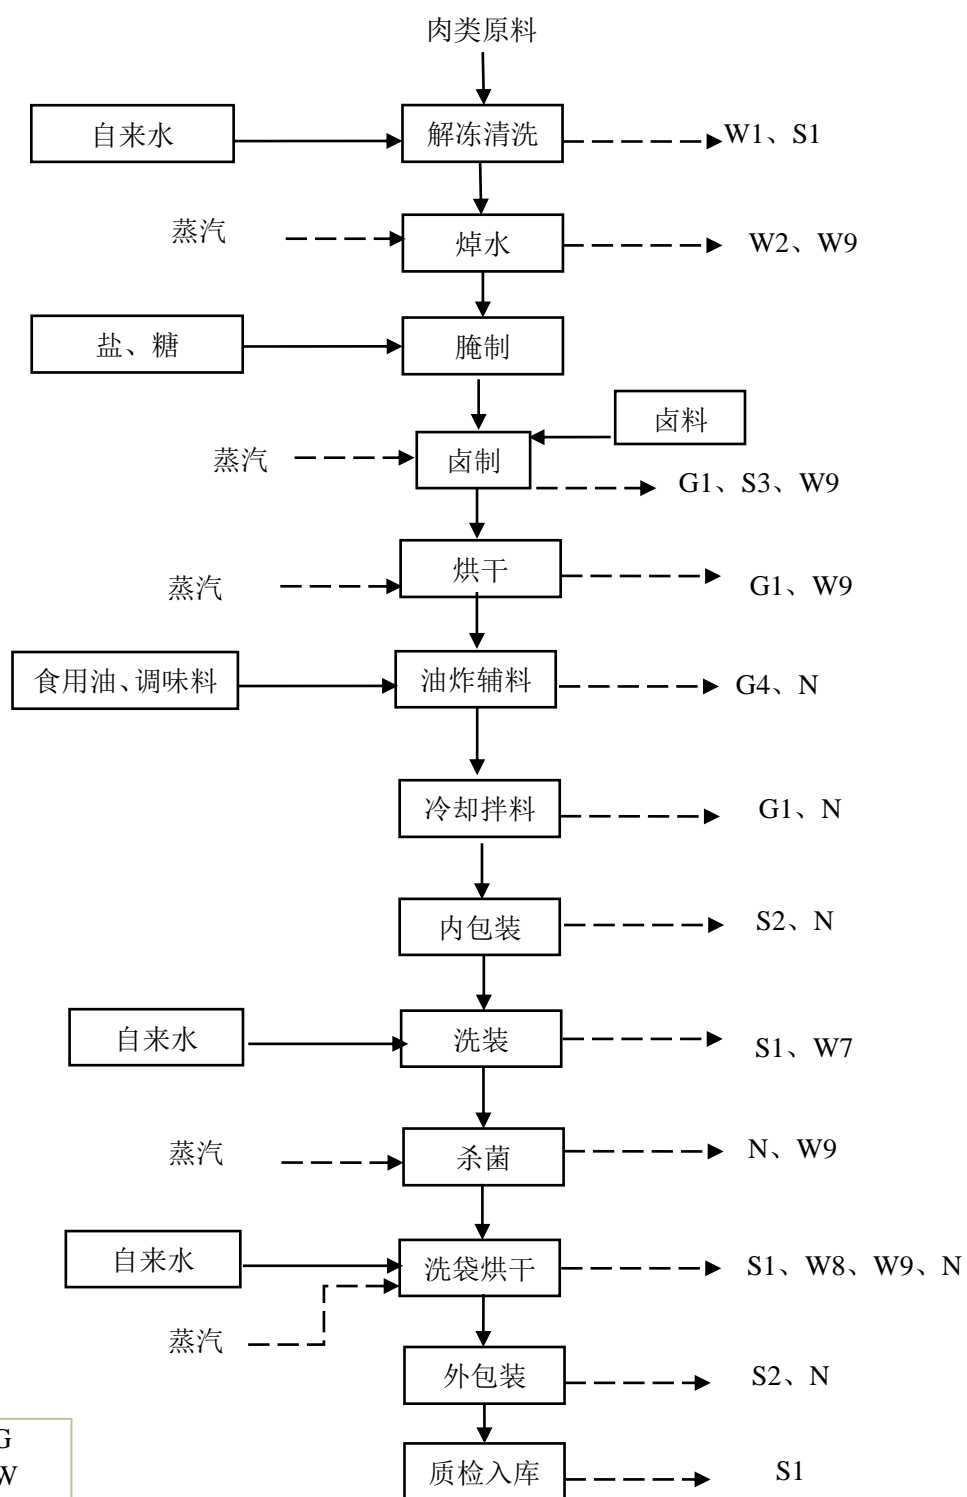 肉类原料
自来水
解冻清洗
W1、S1
蒸汽
焯水
W2、W9
盐、糖
腌制
卤料
蒸汽
卤制
G1、S3、W9
蒸汽
烘干
G1、W9
食用油、调味料
油炸辅料
G4、N
冷却拌料
G1、N
内包装
S2、N
自来水
洗装
S1、W7
蒸汽
杀菌
N、W9
自来水
洗袋烘干
S1、W8、W9、N
蒸汽
外包装
S2、N
G
W
质检入库
S1